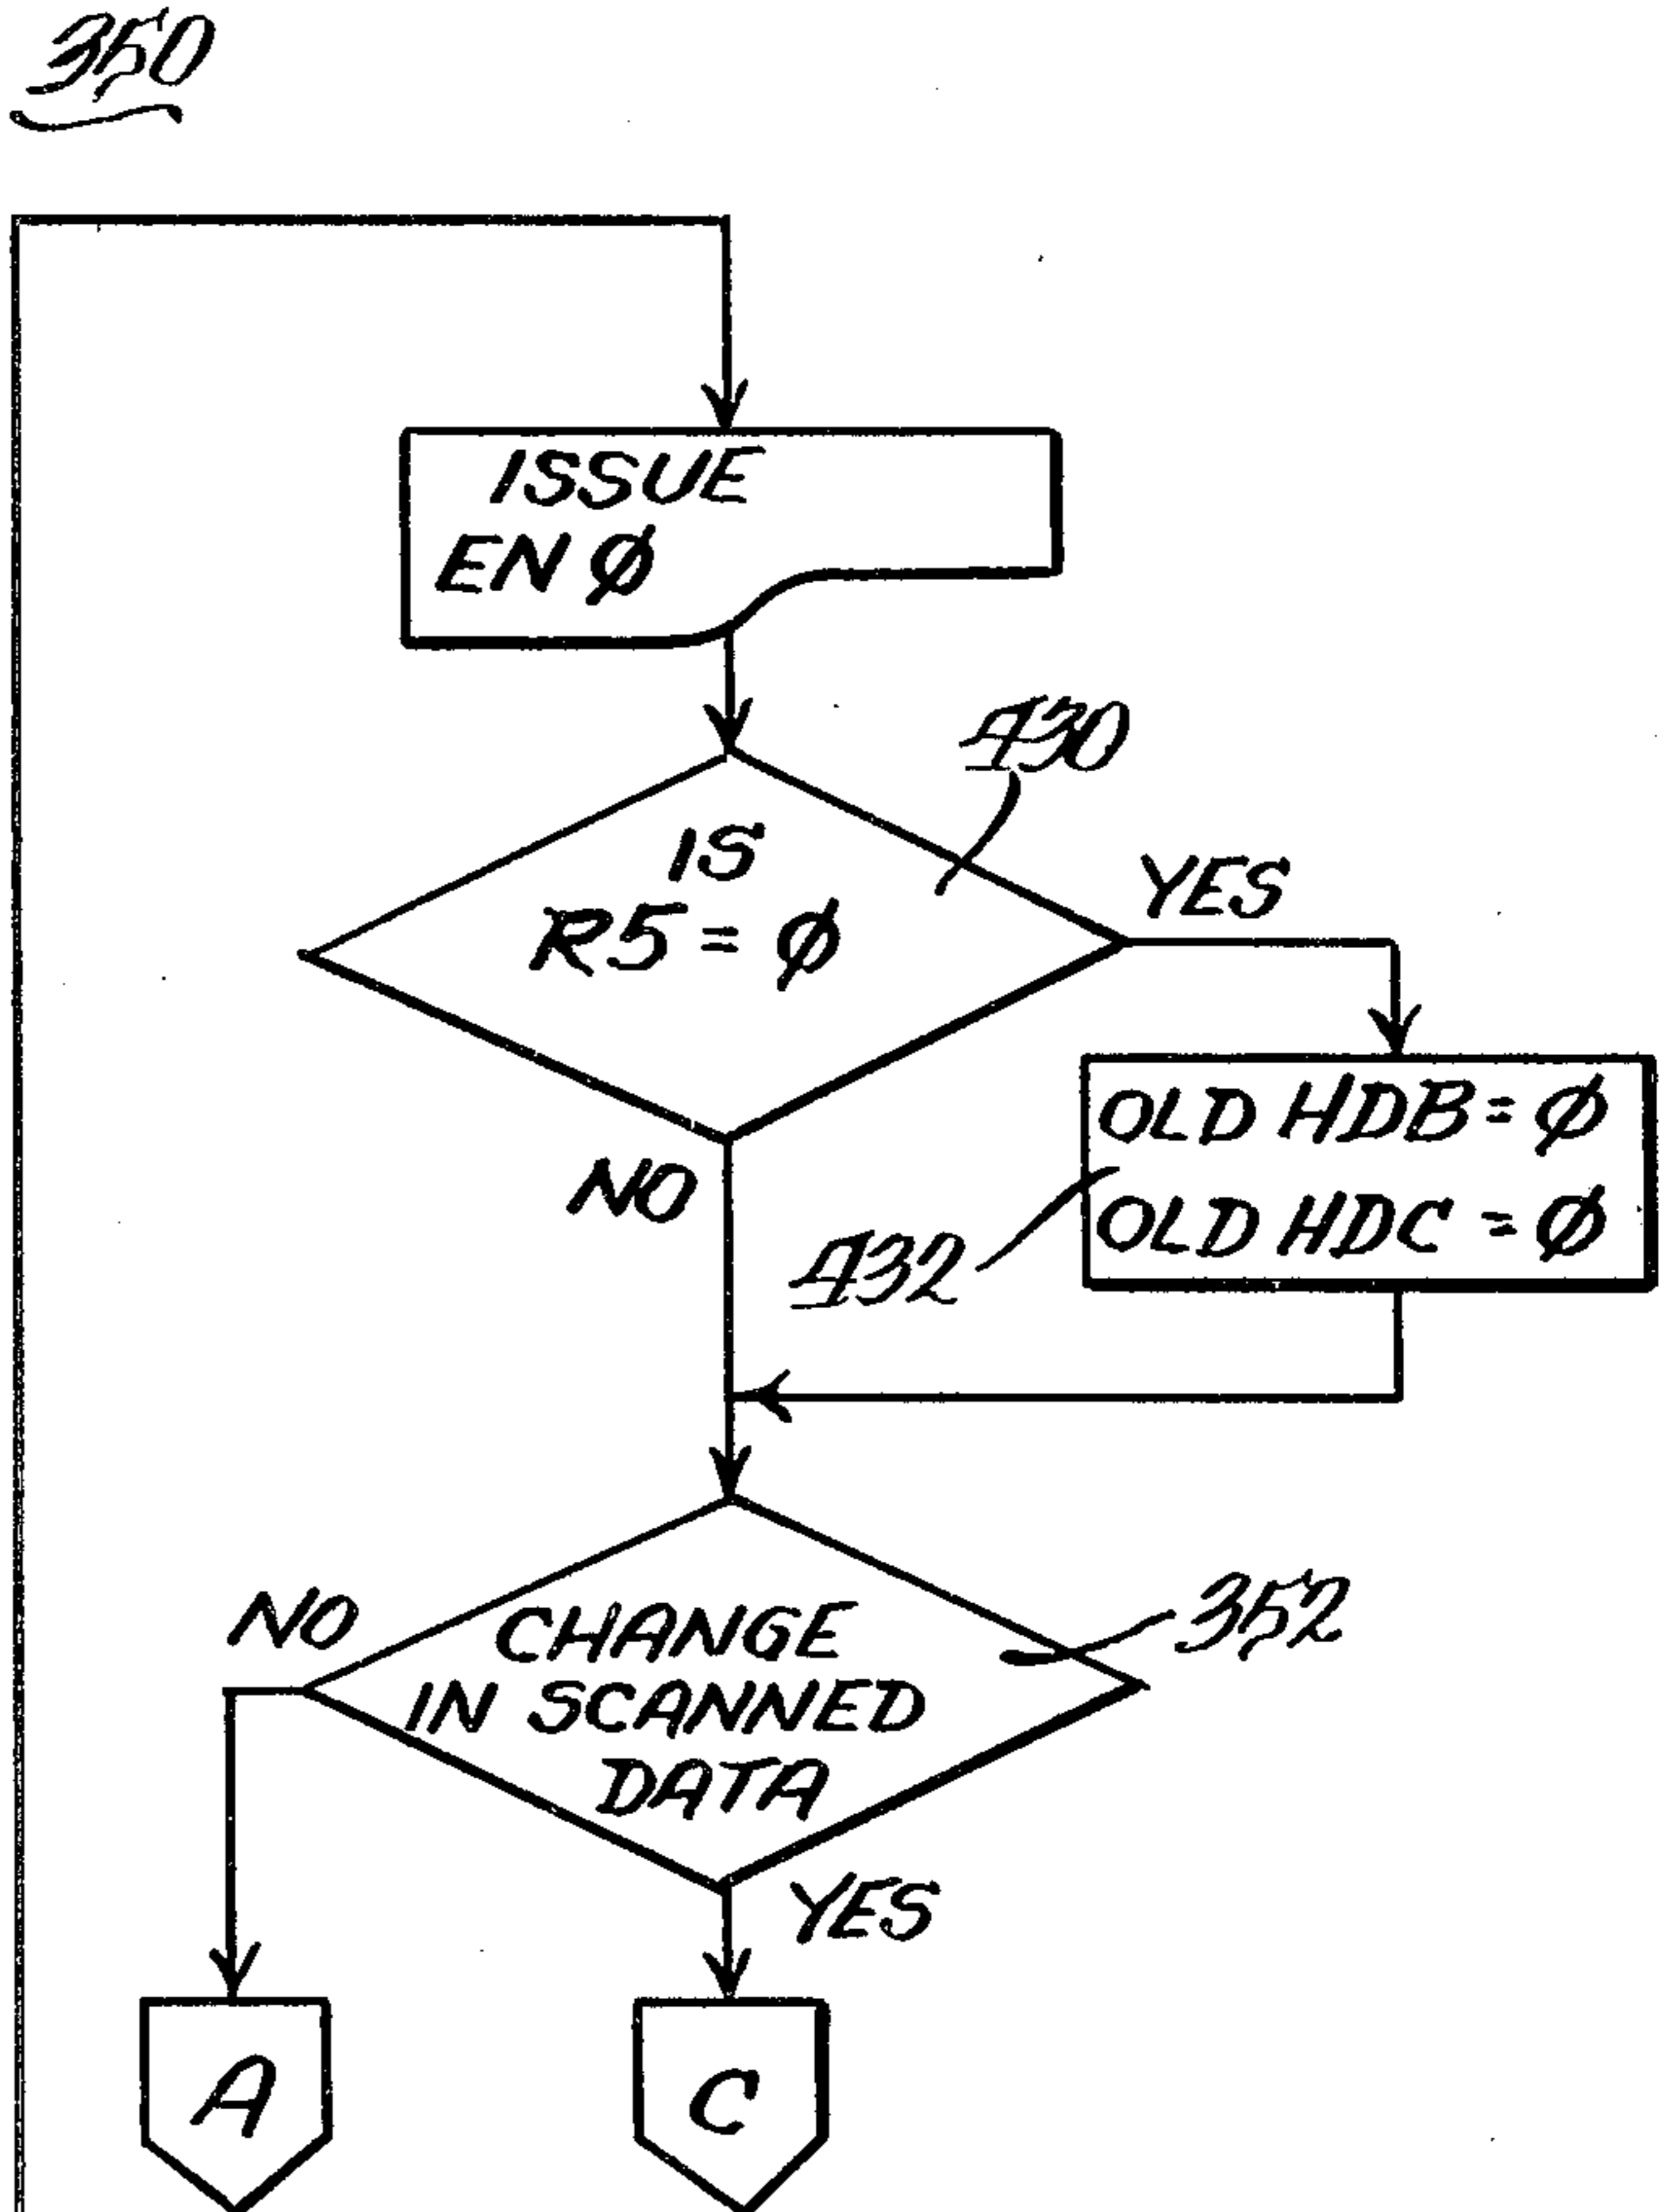 350
ISSUE
EN Ø
430
IS
R5 = Ø
YES
OLD HDB = Ø
OLD HDC = Ø
NO
432
352
NO
CHANGE
IN SCANNED
DATA
YES
A
C